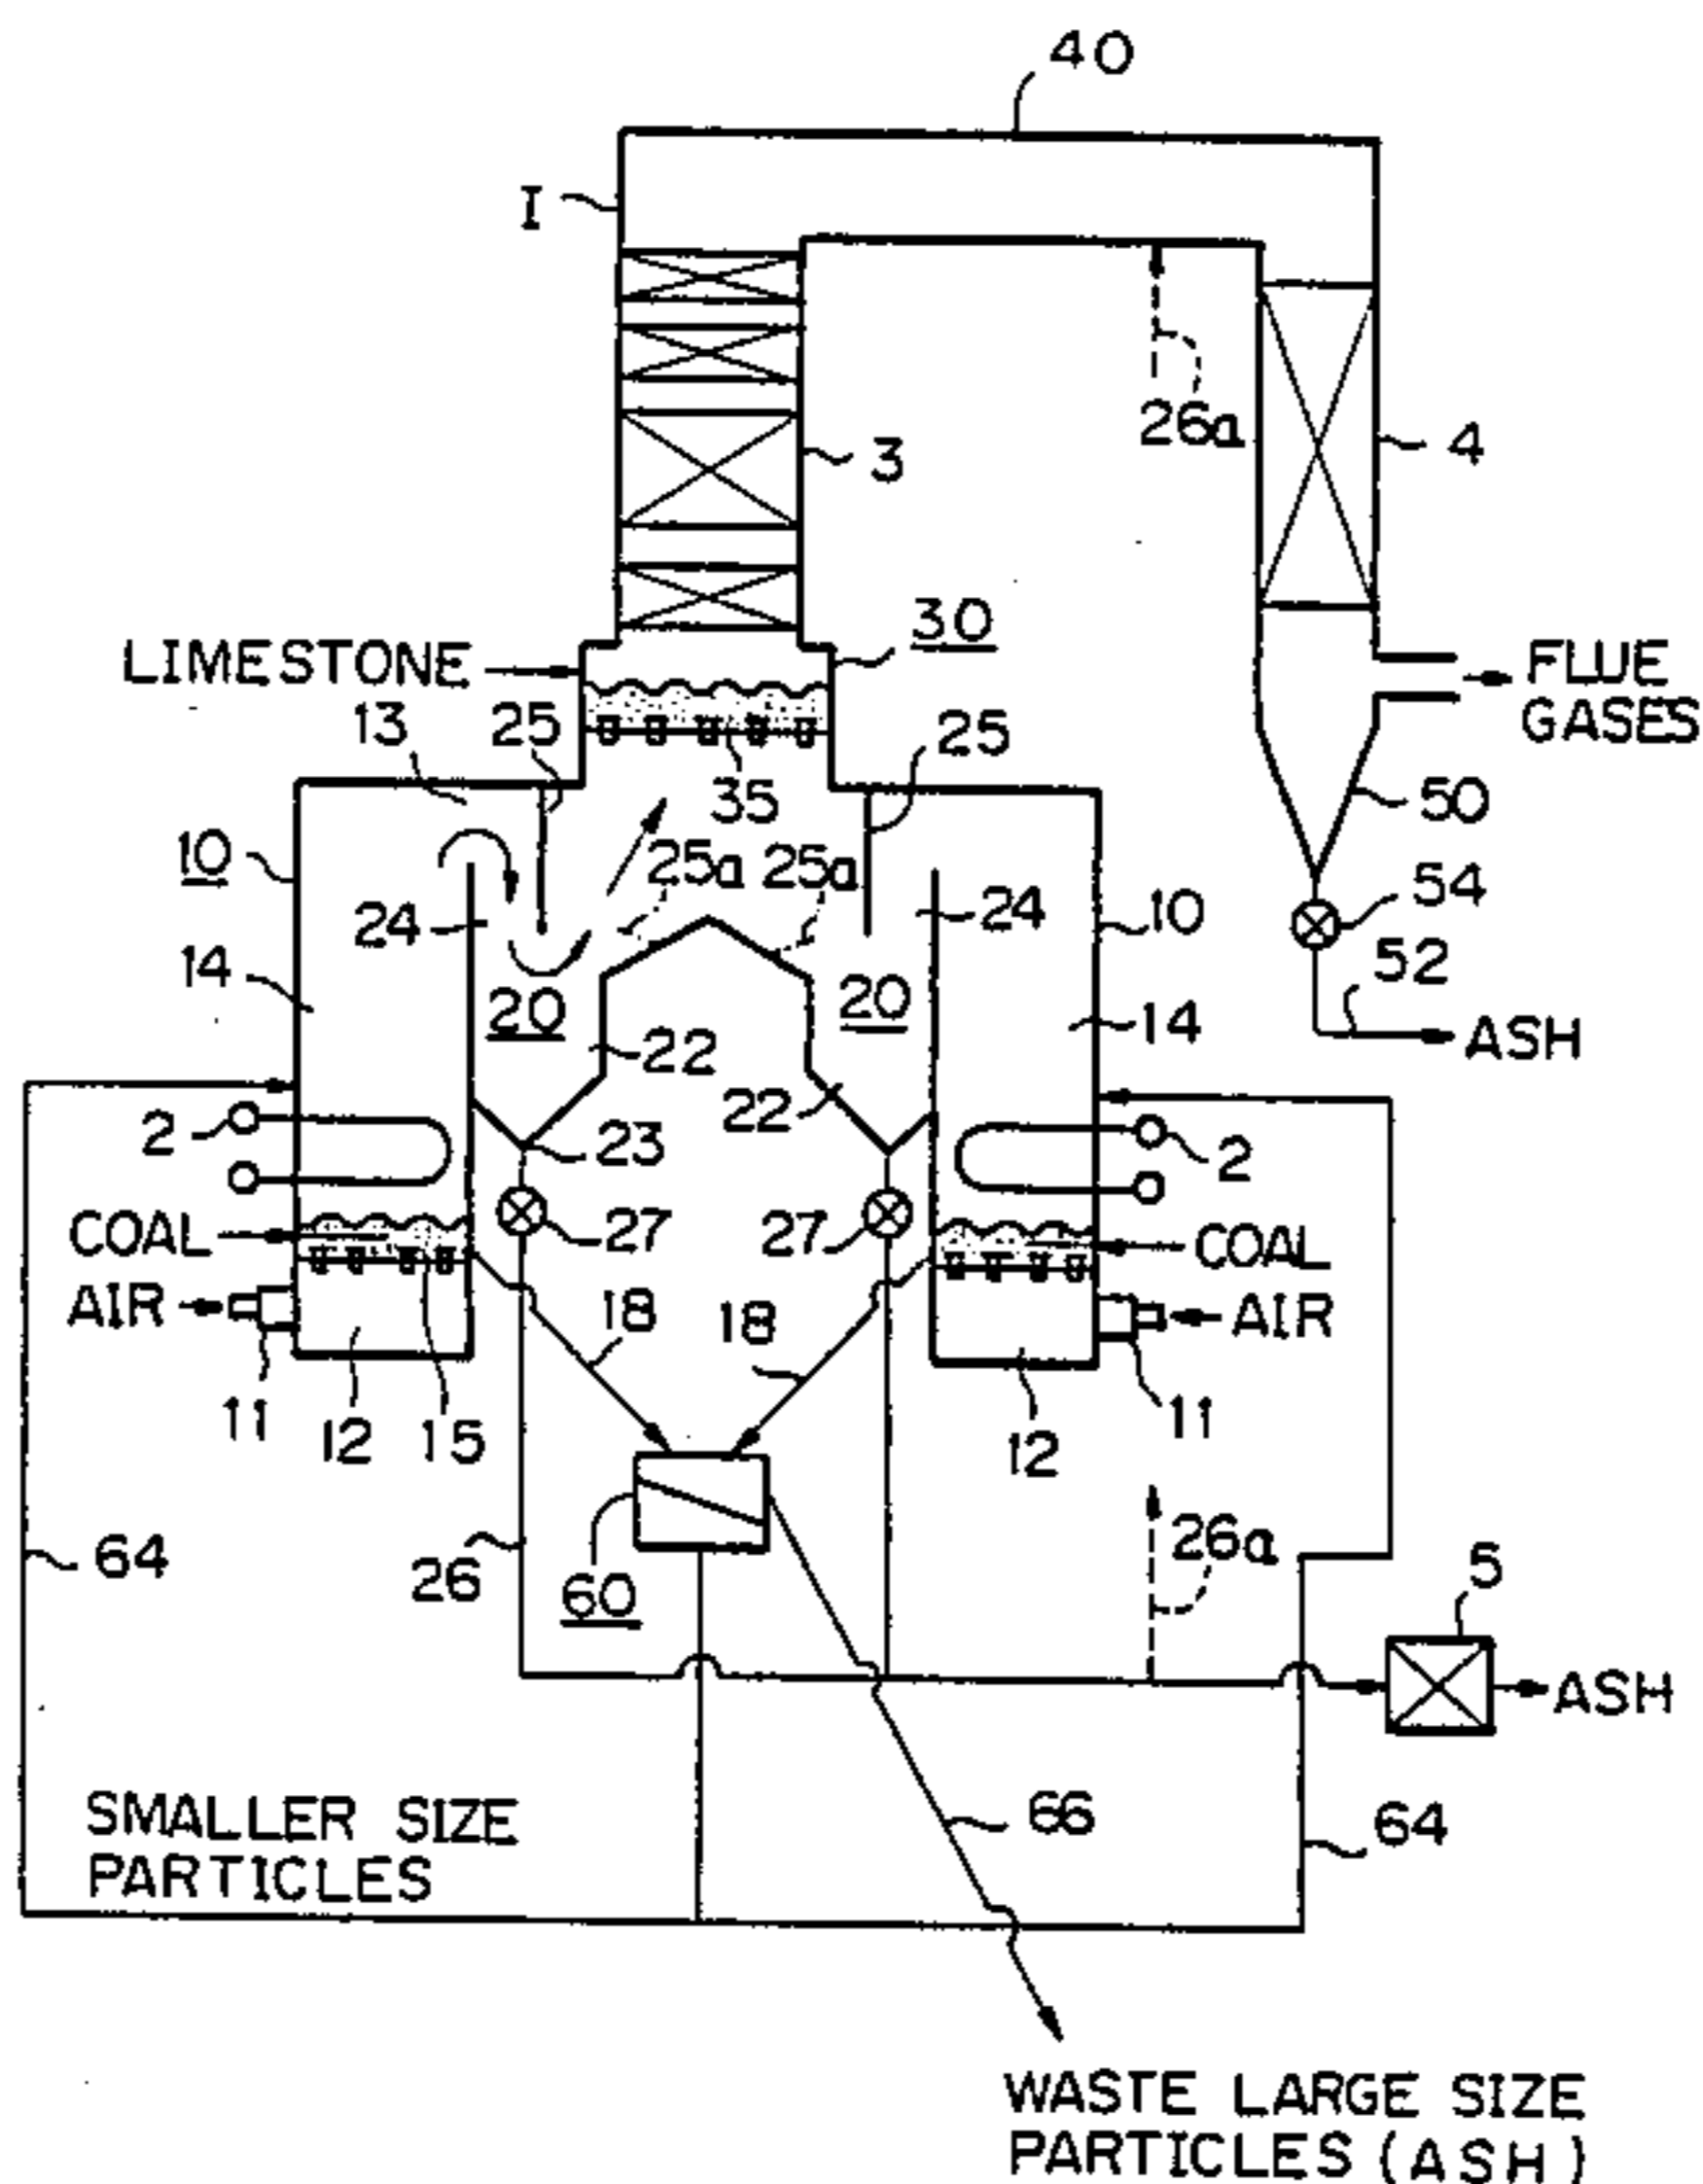 40
I
26a
3
4
30
LIMESTONE
FLUE
GASES
13
25
25
35
50
10
25a
25a
54
24
24
10
52
14
20
20
14
ASH
22
2
22
23
2
COAL
27
27
COAL
AIR
18
18
AIR
11
12
15
12
11
64
26
60
26a
5
ASH
SMALLER SIZE
PARTICLES
66
64
WASTE LARGE SIZE
PARTICLES (ASH)